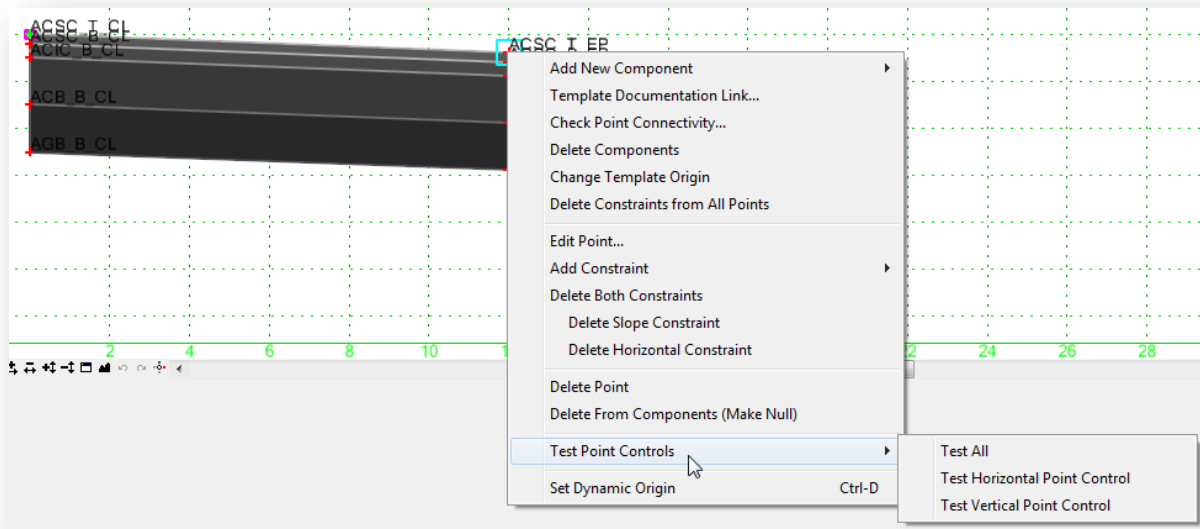 ACSC_T_CL
ACSC_B_CL
ACIC_B_CL
ACB_B_CL
AGB_B_CL
ACSC_T_EP
Add New Component
Template Documentation Link...
Check Point Connectivity...
Delete Components
Change Template Origin
Delete Constraints from All Points
Edit Point...
Add Constraint
Delete Both Constraints
Delete Slope Constraint
Delete Horizontal Constraint
Delete Point
Delete From Components (Make Null)
Test Point Controls
Set Dynamic Origin Ctrl-D
Test All
Test Horizontal Point Control
Test Vertical Point Control
2 4 6 8 10 24 26 28